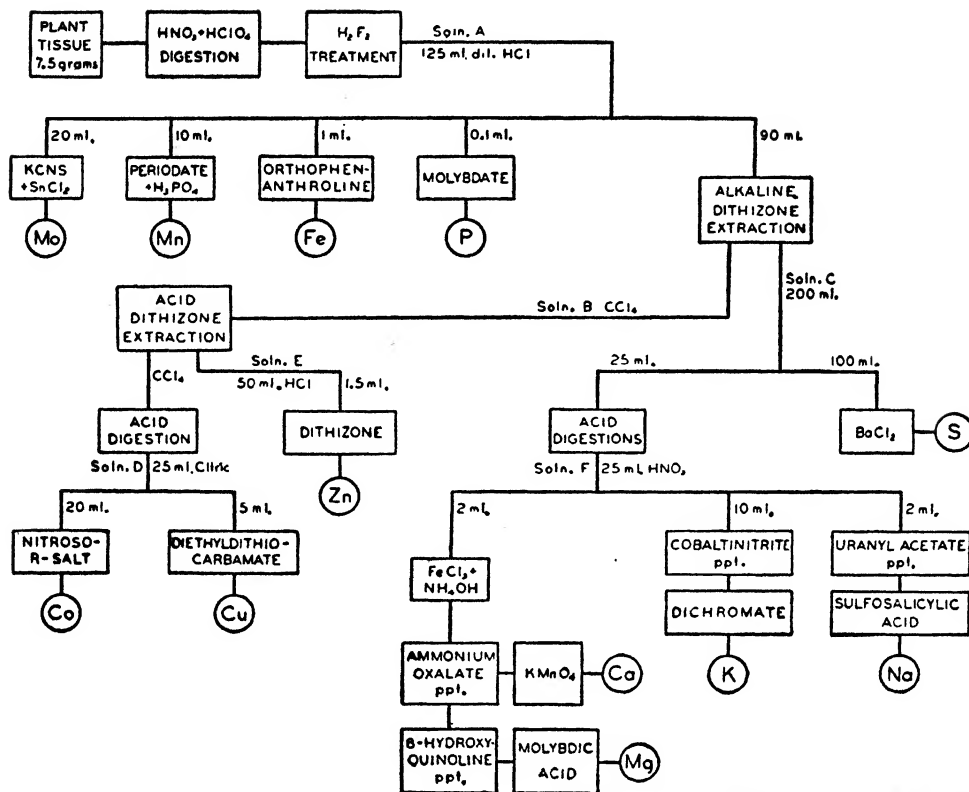 PLANT
TISSUE
7.5 grams
HNO₃+HClO₄
DIGESTION
H₂F₂
TREATMENT
Soln. A
125 ml. dil. HCl
20 ml.
10 ml.
1 ml.
0.1 ml.
90 ml.
KCNS
+SnCl₂
PERIODATE
+H₃PO₄
ORTHOPHEN-
ANTHROLINE
MOLYBDATE
ALKALINE
DITHIZONE
EXTRACTION
Mo
Mn
Fe
P
Soln. C
200 ml.
ACID
DITHIZONE
EXTRACTION
Soln. B CCl₄
CCl₄
Soln. E
50 ml. HCl
1.5 ml.
25 ml.
100 ml.
ACID
DIGESTION
DITHIZONE
ACID
DIGESTIONS
BaCl₂
S
Soln. D
25 ml. Citric
Zn
Soln. F
25 ml. HNO₃
20 ml.
5 ml.
2 ml.
10 ml.
2 ml.
NITROSO-
R-SALT
DIETHYLDITHIO-
CARBAMATE
FeCl₃+
NH₄OH
COBALTINITRITE
ppt.
URANYL ACETATE
ppt.
Co
Cu
DICHROMATE
SULFOSALICYLIC
ACID
AMMONIUM
OXALATE
ppt.
KMnO₄
Ca
K
Na
8-HYDROXY-
QUINOLINE
ppt.
MOLYBDIC
ACID
Mg